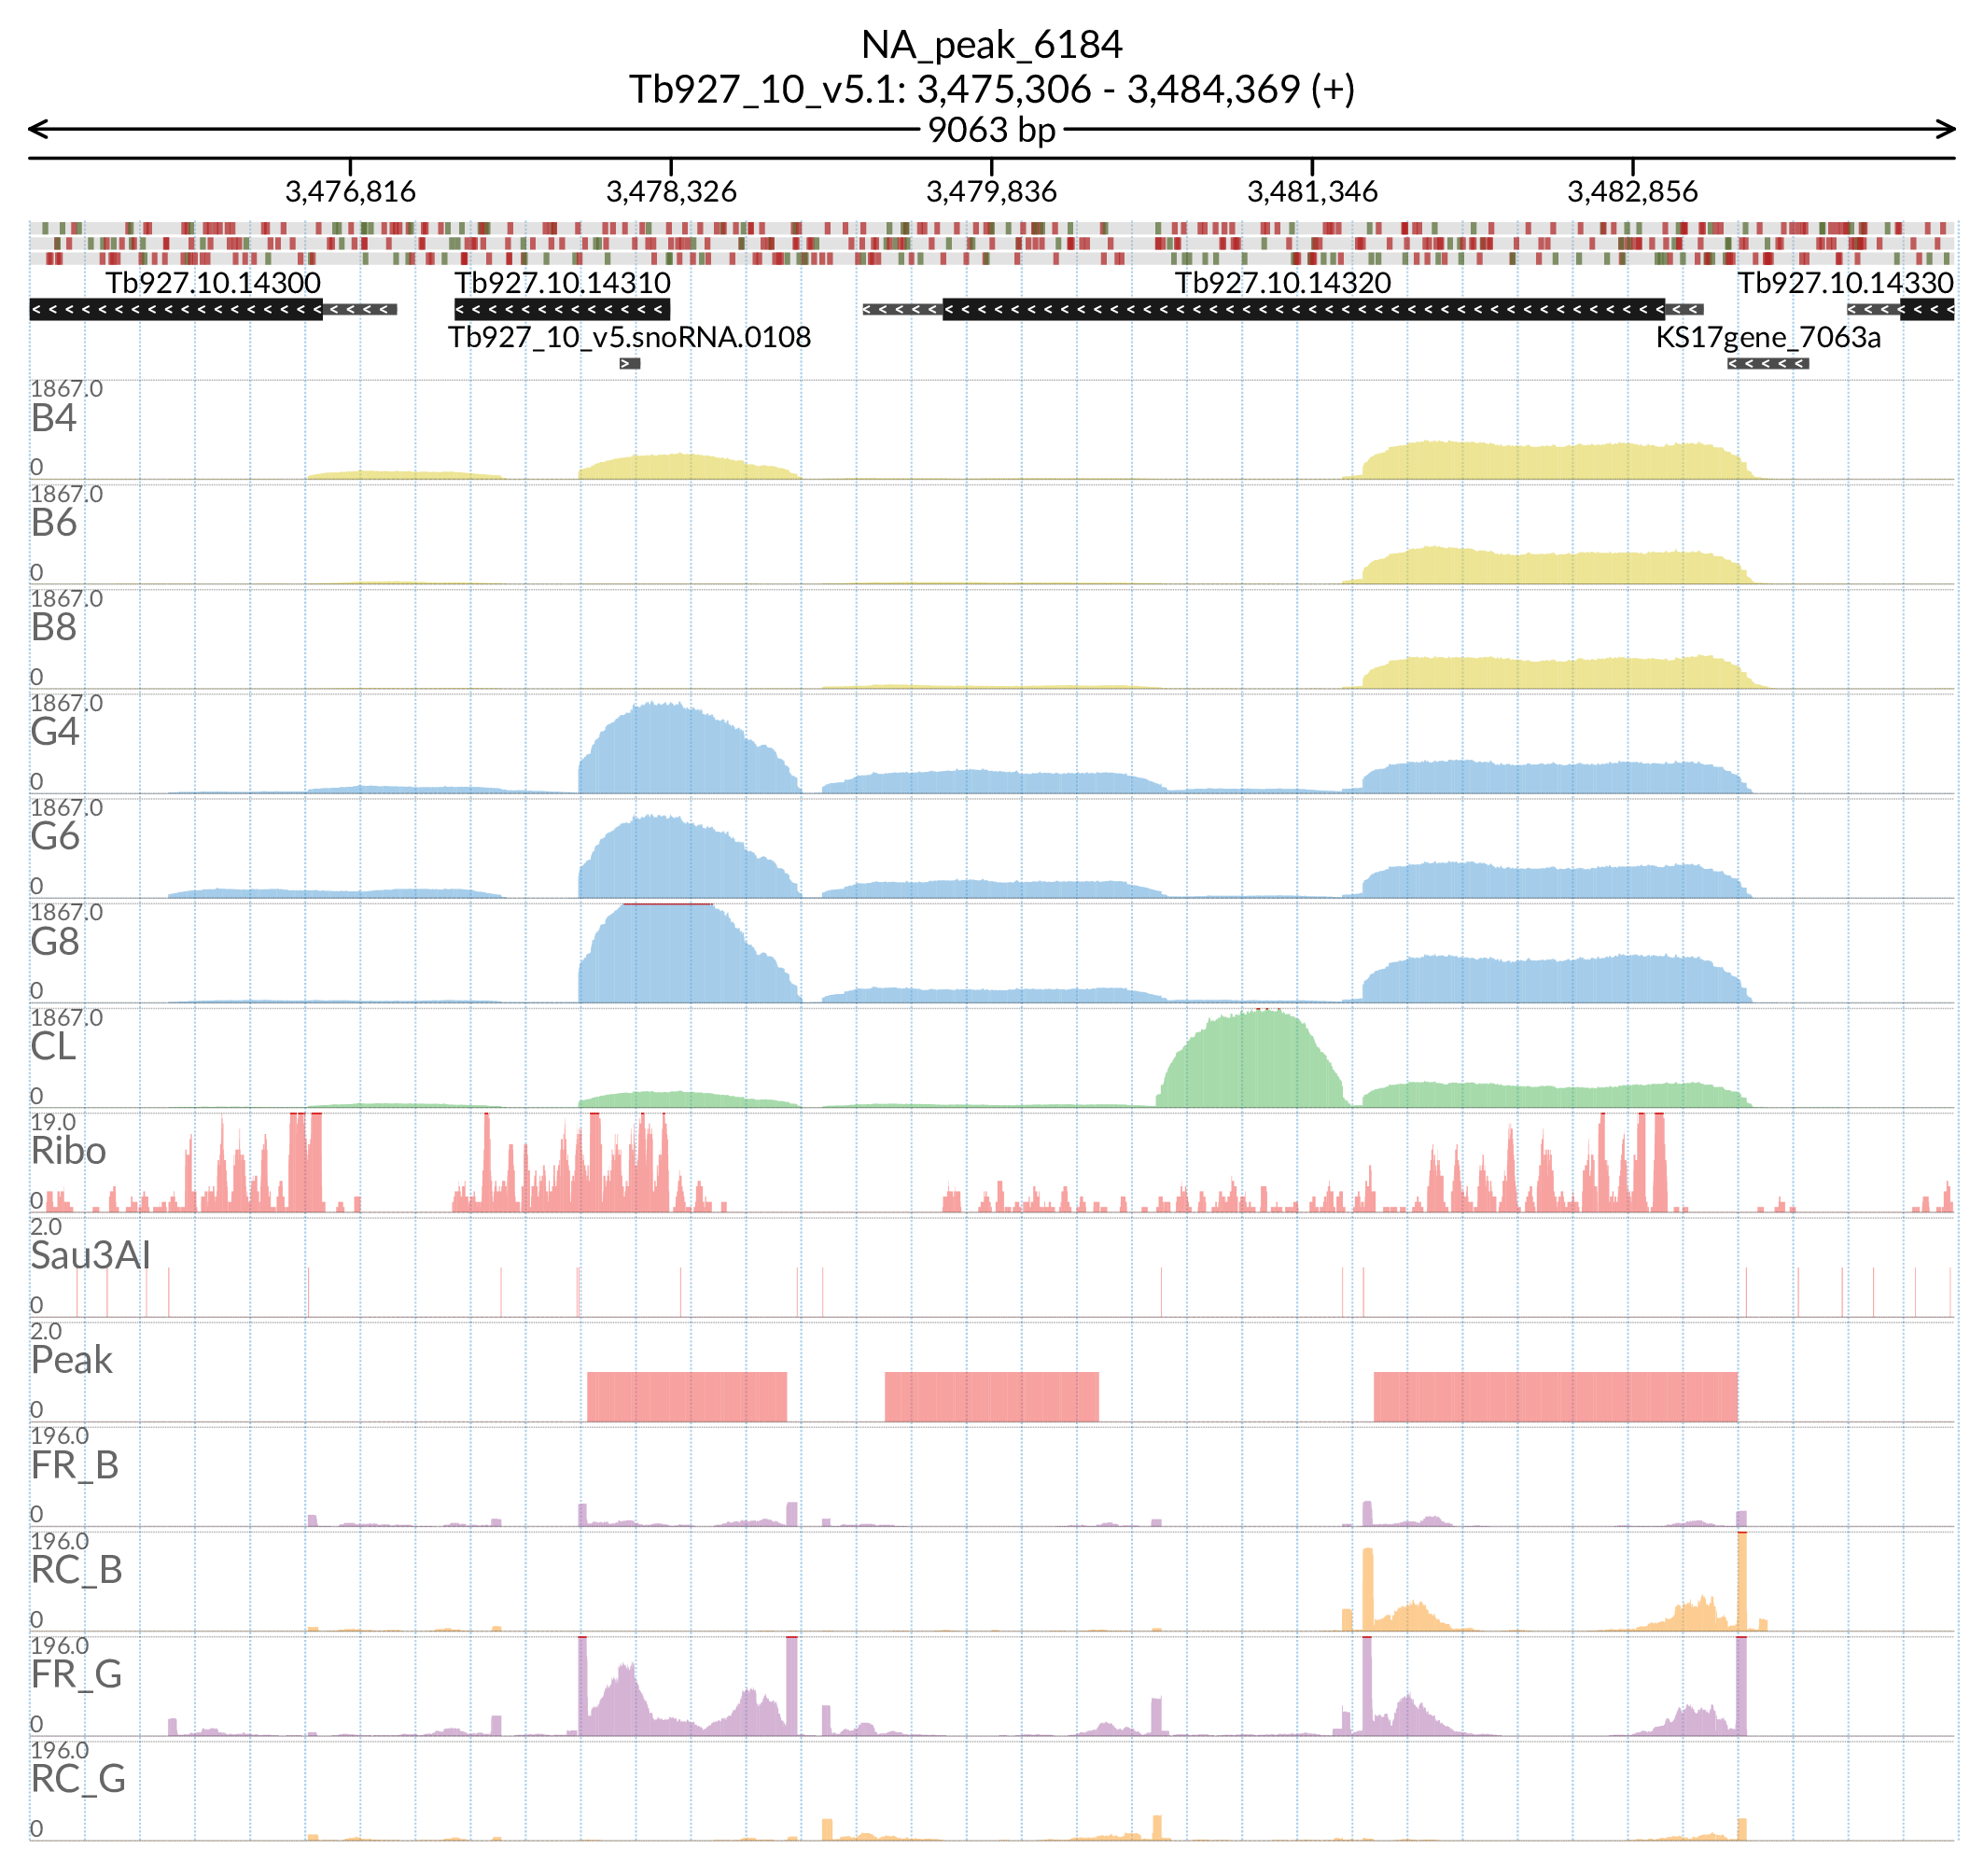 NA_peak_6184
Tb927_10_v5.1: 3,475,306 - 3,484,369 (+)
9063 bp
3,476,816 3,478,326 3,479,836 3,481,346 3,482,856
Tb927.10.14300 Tb927.10.14310 Tb927.10.14320 Tb927.10.14330
Tb927_10_v5.snoRNA.0108 KS17gene_7063a
1867.0
B4
0
1867.0
B6
0
1867.0
B8
0
1867.0
G4
0
1867.0
G6
0
1867.0
G8
0
1867.0
CL
0
19.0
Ribo
0
2.0
Sau3AI
0
2.0
Peak
0
196.0
FR_B
0
196.0
RC_B
0
196.0
FR_G
0
196.0
RC_G
0